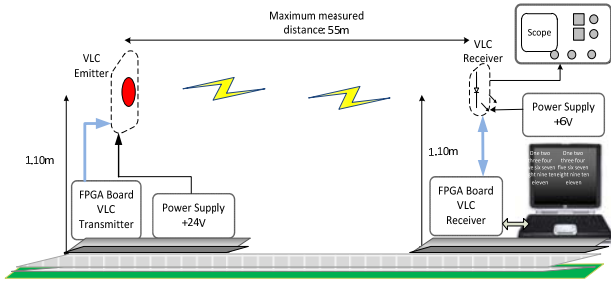 Maximum measured
distance: 55m
VLC
Emitter
VLC
Receiver
Scope
Power Supply
+6V
1.10m
1.10m
FPGA Board
VLC
Transmitter
Power Supply
+24V
FPGA Board
VLC
Receiver
One two One two
three four three four
five six seven five six seven
eight nine ten eight nine ten
eleven eleven